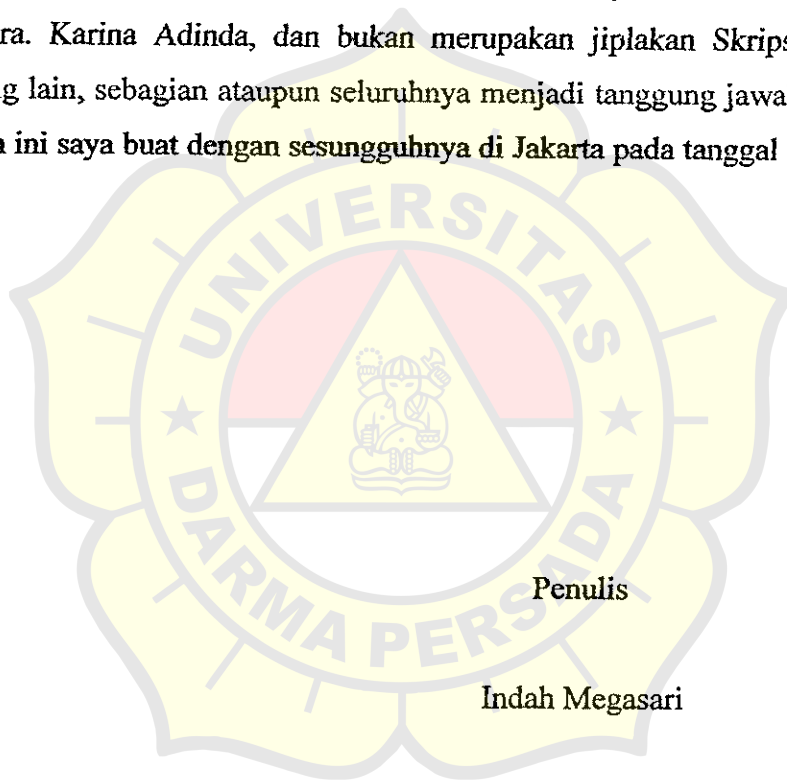 ra. Karina Adinda, dan bukan merupakan jiplakan Skrips
g lain, sebagian ataupun seluruhnya menjadi tanggung jawa
ini saya buat dengan sesungguhnya di Jakarta pada tanggal
UNIVERSITAS
DARMA PERSADA
Penulis
Indah Megasari